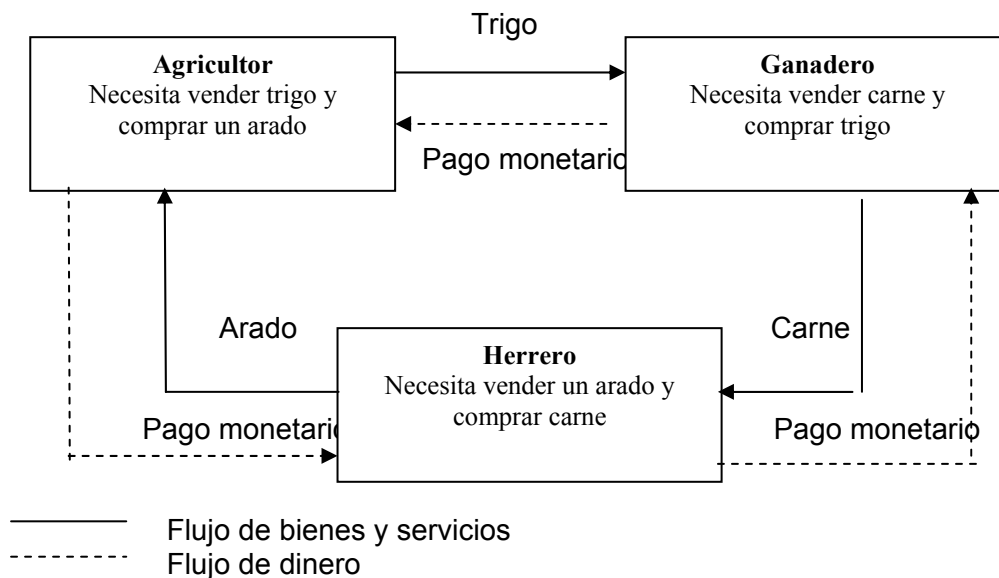 Trigo
Agricultor
Necesita vender trigo y
comprar un arado
Ganadero
Necesita vender carne y
comprar trigo
Pago monetario
Arado
Carne
Herrero
Necesita vender un arado y
comprar carne
Pago monetario
Pago monetario
Flujo de bienes y servicios
Flujo de dinero